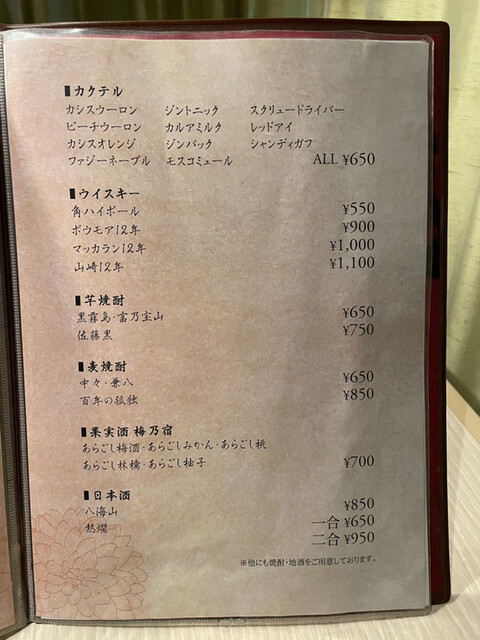 ▮カクテル
カシスウーロン ジントニック スクリュードライバー
ピーチウーロン カルアミルク レッドアイ
カシスオレンジ ジンバック シャンディガフ
ファジーネーブル モスコミュール ALL ¥650
▮ウイスキー
角ハイボール ¥550
ボウモア12年 ¥900
マッカラン12年 ¥1,000
山崎12年 ¥1,100
▮芋焼酎
黒霧島・富乃宝山 ¥650
佐藤黒 ¥750
▮麦焼酎
中々・兼八 ¥650
百年の孤独 ¥850
▮果実酒 梅乃宿
あらごし梅酒・あらごしみかん・あらごし桃
あらごし林檎・あらごし柚子 ¥700
▮日本酒
八海山 ¥850
熱燗 一合 ¥650
二合 ¥950
※他にも焼酎・地酒をご用意しております。